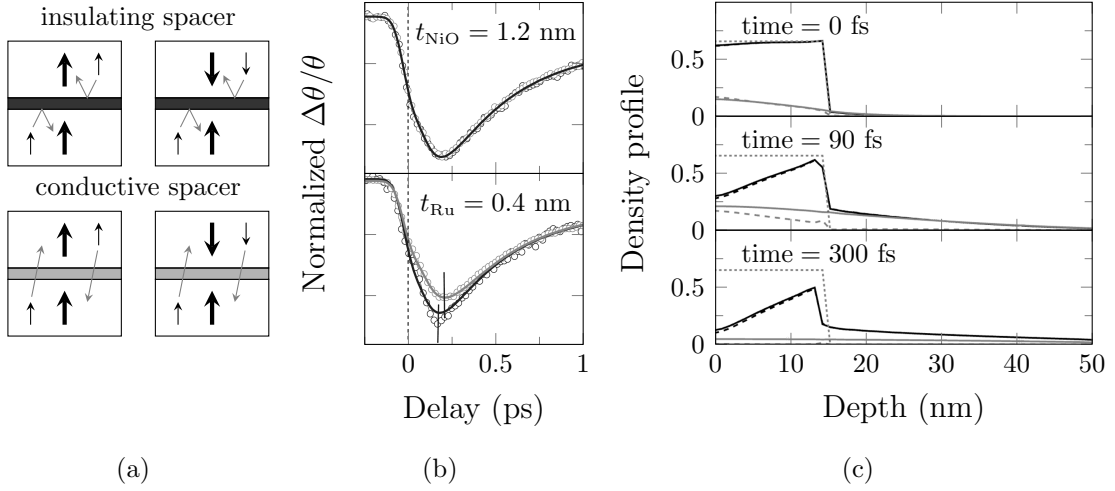 insulating spacer
conductive spacer
(a)
Normalized Δθ/θ
t_NiO = 1.2 nm
t_Ru = 0.4 nm
0
0.5
1
Delay (ps)
(b)
Density profile
time = 0 fs
0.5
time = 90 fs
0.5
time = 300 fs
0.5
0
0
10
20
30
40
50
Depth (nm)
(c)